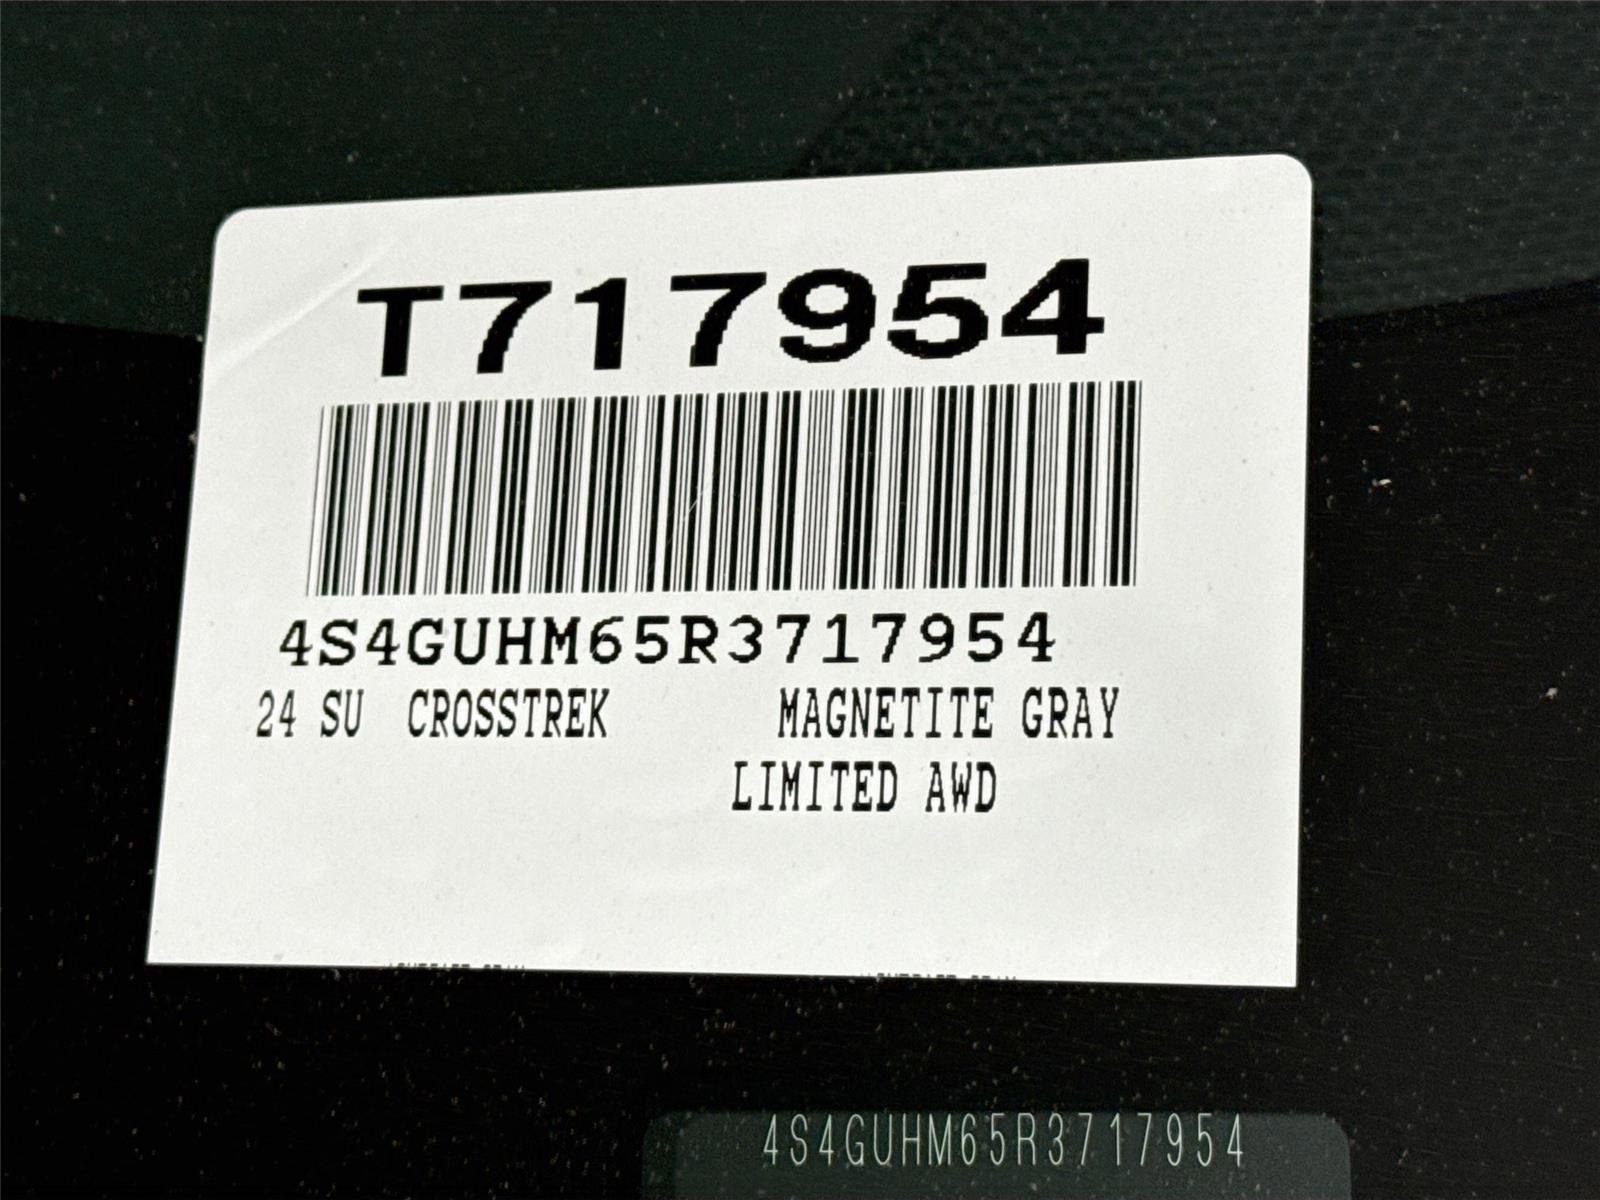 T717954
4S4GUHM65R3717954
24 SU CROSSTREK MAGNETITE GRAY
LIMITED AWD
4S4GUHM65R3717954